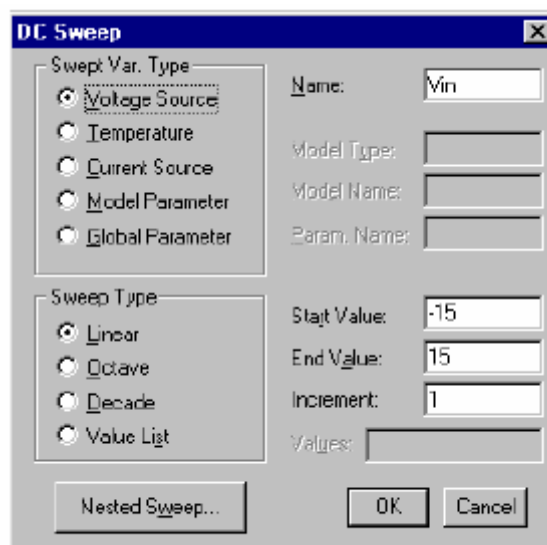 DC Sweep
Swept Var. Type
Voltage Source
Temperature
Current Source
Model Parameter
Global Parameter
Name: Vin
Model Type:
Model Name:
Param. Name:
Sweep Type
Linear
Octave
Decade
Value List
Start Value: -15
End Value: 15
Increment: 1
Values:
Nested Sweep...
OK
Cancel